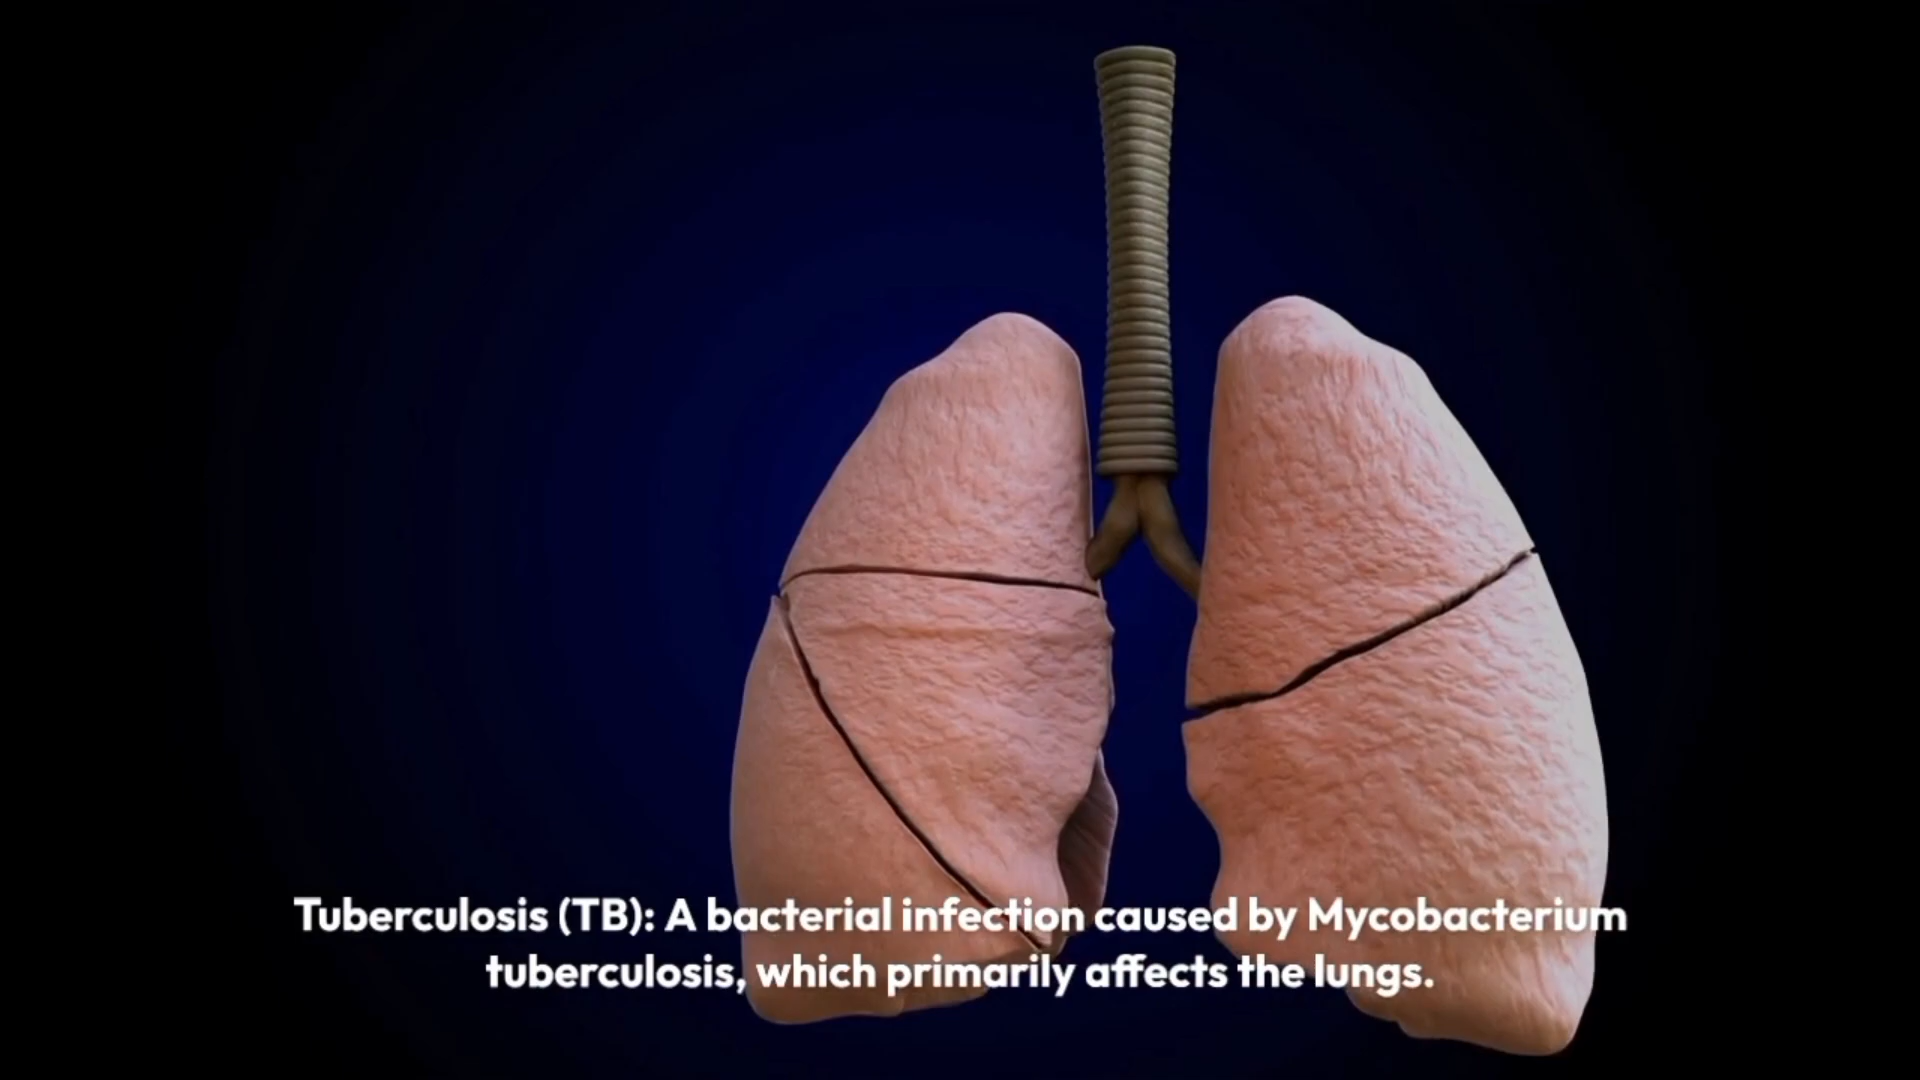 Tuberculosis (TB): A bacterial infection caused by Mycobacterium
tuberculosis, which primarily affects the lungs.